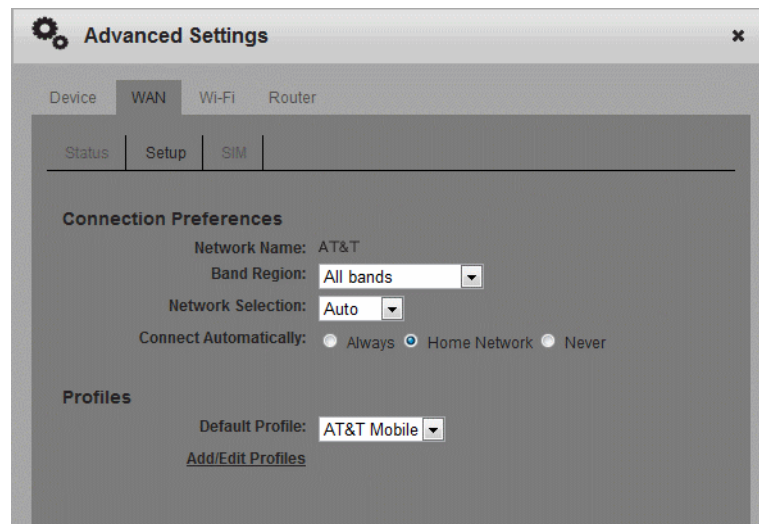 Advanced Settings
Device WAN Wi-Fi Router
Status Setup SIM
Connection Preferences
Network Name: AT&T
Band Region: All bands
Network Selection: Auto
Connect Automatically: Always Home Network Never
Profiles
Default Profile: AT&T Mobile
Add/Edit Profiles